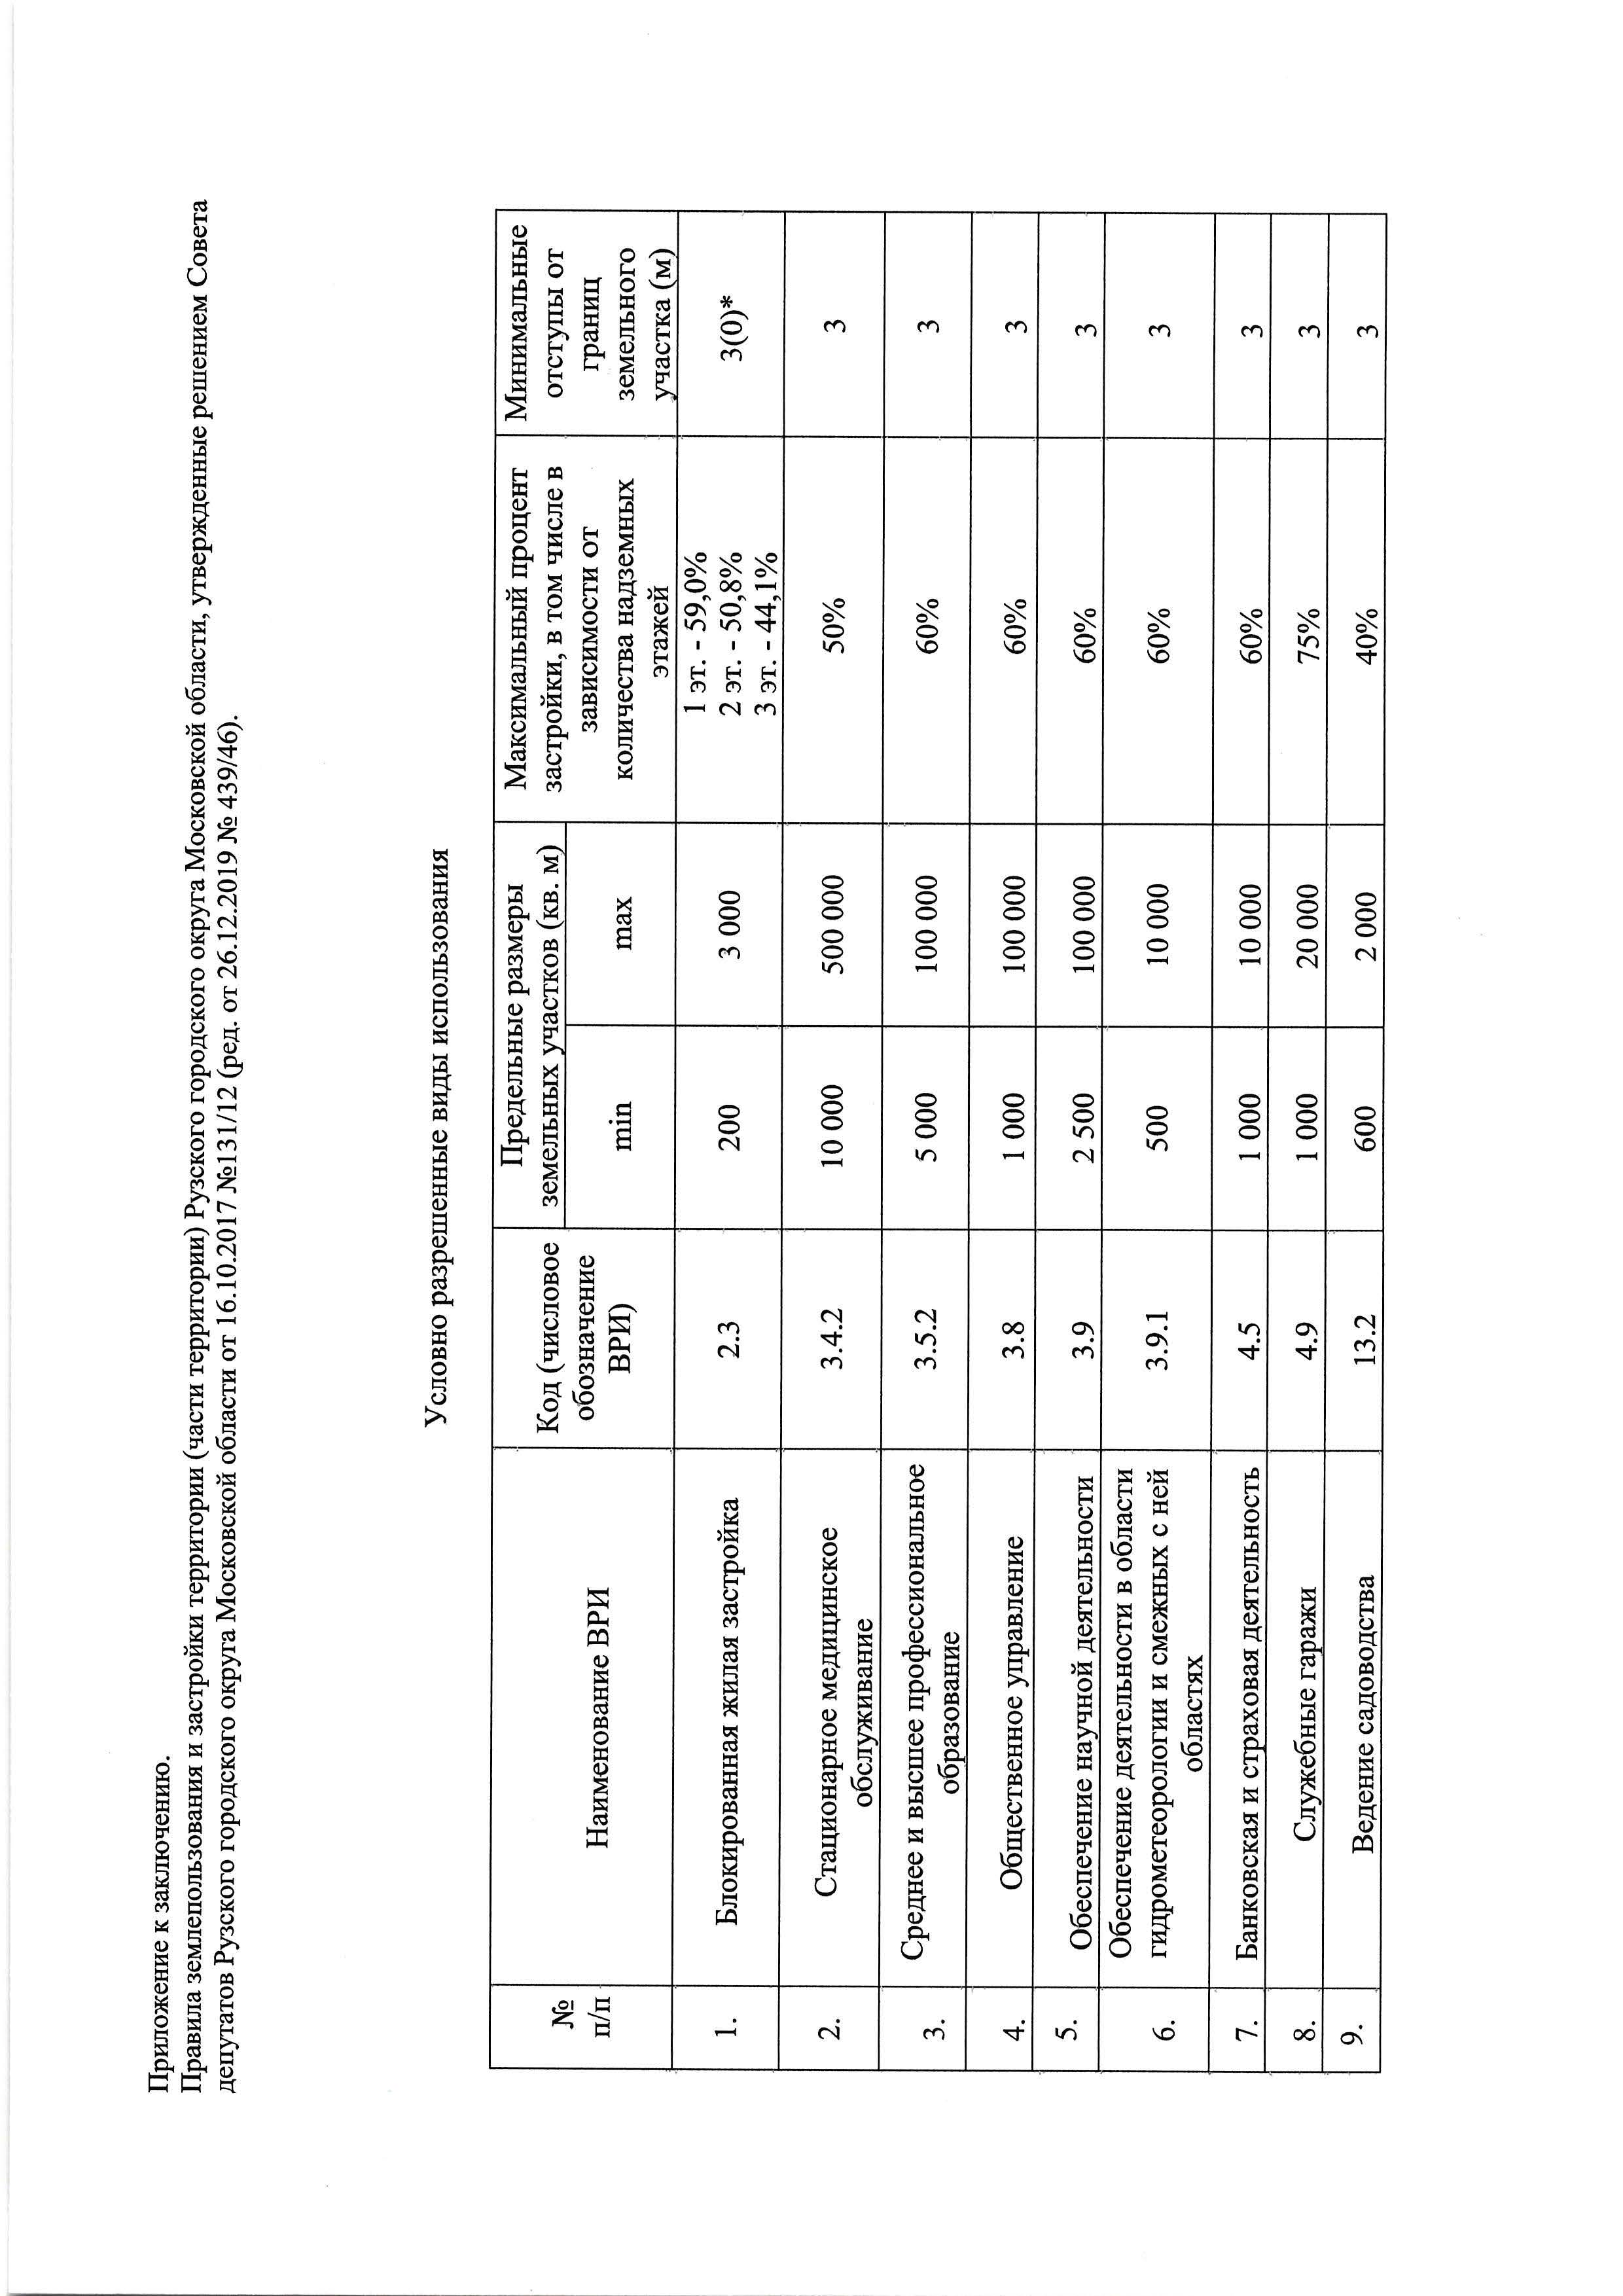 Приложение к заключению.
Правила землепользования и застройки территории (части территории) Рузского городского округа Московской области, утвержденные решением Совета
депутатов Рузского городского округа Московской области от 16.10.2017 №131/12 (ред. от 26.12.2019 № 439/46).
Условно разрешенные виды использования
№
п/п
Наименование ВРИ
Код (числовое
обозначение
ВРИ)
Предельные размеры
земельных участков (кв. м)
min
max
Максимальный процент
застройки, в том числе в
зависимости от
количества надземных
этажей
Минимальные
отступы от
границ
земельного
участка (м)
1.
Блокированная жилая застройка
2.3
200
3 000
1 эт. - 59,0%
2 эт. - 50,8%
3 эт. - 44,1%
3(0)*
2.
Стационарное медицинское
обслуживание
3.4.2
10 000
500 000
50%
3
3.
Среднее и высшее профессиональное
образование
3.5.2
5 000
100 000
60%
3
4.
Общественное управление
3.8
1 000
100 000
60%
3
5.
Обеспечение научной деятельности
3.9
2 500
100 000
60%
3
6.
Обеспечение деятельности в области
гидрометеорологии и смежных с ней
областях
3.9.1
500
10 000
60%
3
7.
Банковская и страховая деятельность
4.5
1 000
10 000
60%
3
8.
Служебные гаражи
4.9
1 000
20 000
75%
3
9.
Ведение садоводства
13.2
600
2 000
40%
3